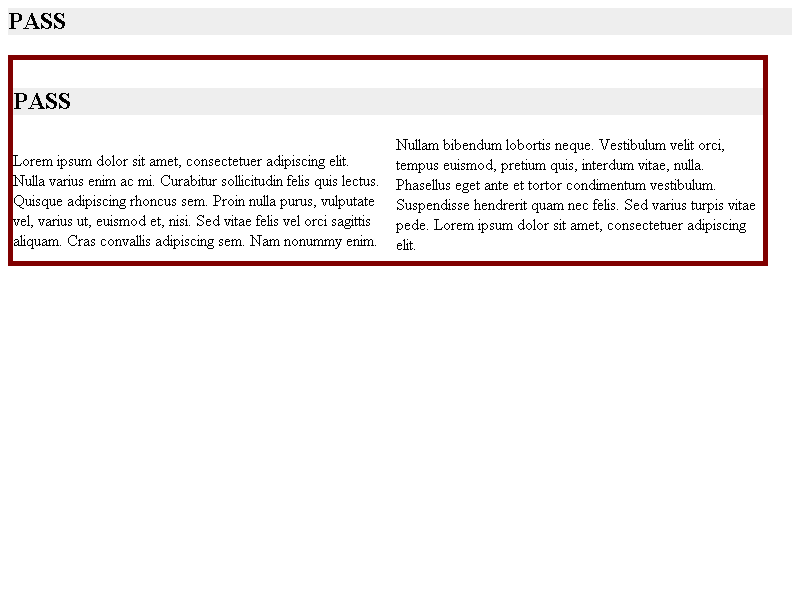 PASS
PASS
Lorem ipsum dolor sit amet, consectetuer adipiscing elit.
Nulla varius enim ac mi. Curabitur sollicitudin felis quis lectus.
Quisque adipiscing rhoncus sem. Proin nulla purus, vulputate
vel, varius ut, euismod et, nisi. Sed vitae felis vel orci sagittis
aliquam. Cras convallis adipiscing sem. Nam nonummy enim.
Nullam bibendum lobortis neque. Vestibulum velit orci,
tempus euismod, pretium quis, interdum vitae, nulla.
Phasellus eget ante et tortor condimentum vestibulum.
Suspendisse hendrerit quam nec felis. Sed varius turpis vitae
pede. Lorem ipsum dolor sit amet, consectetuer adipiscing
elit.